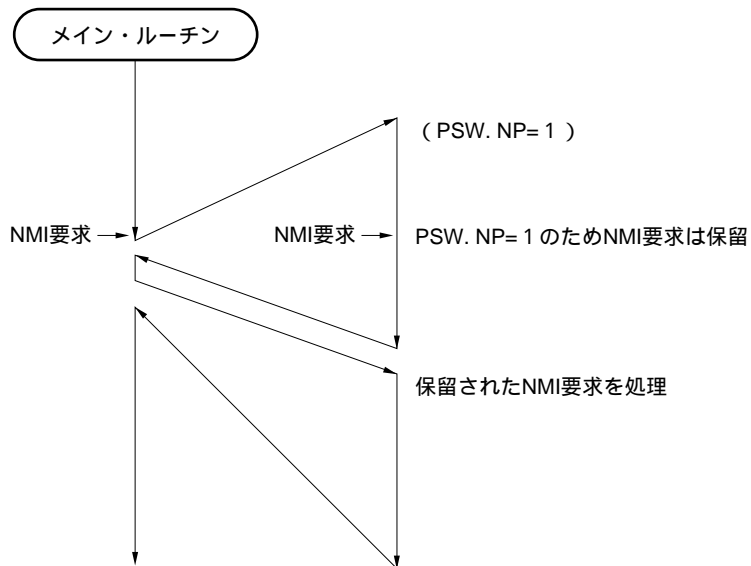 メイン・ルーチン
（PSW. NP=１）
NMI要求
NMI要求
PSW. NP=１のためNMI要求は保留
保留されたNMI要求を処理